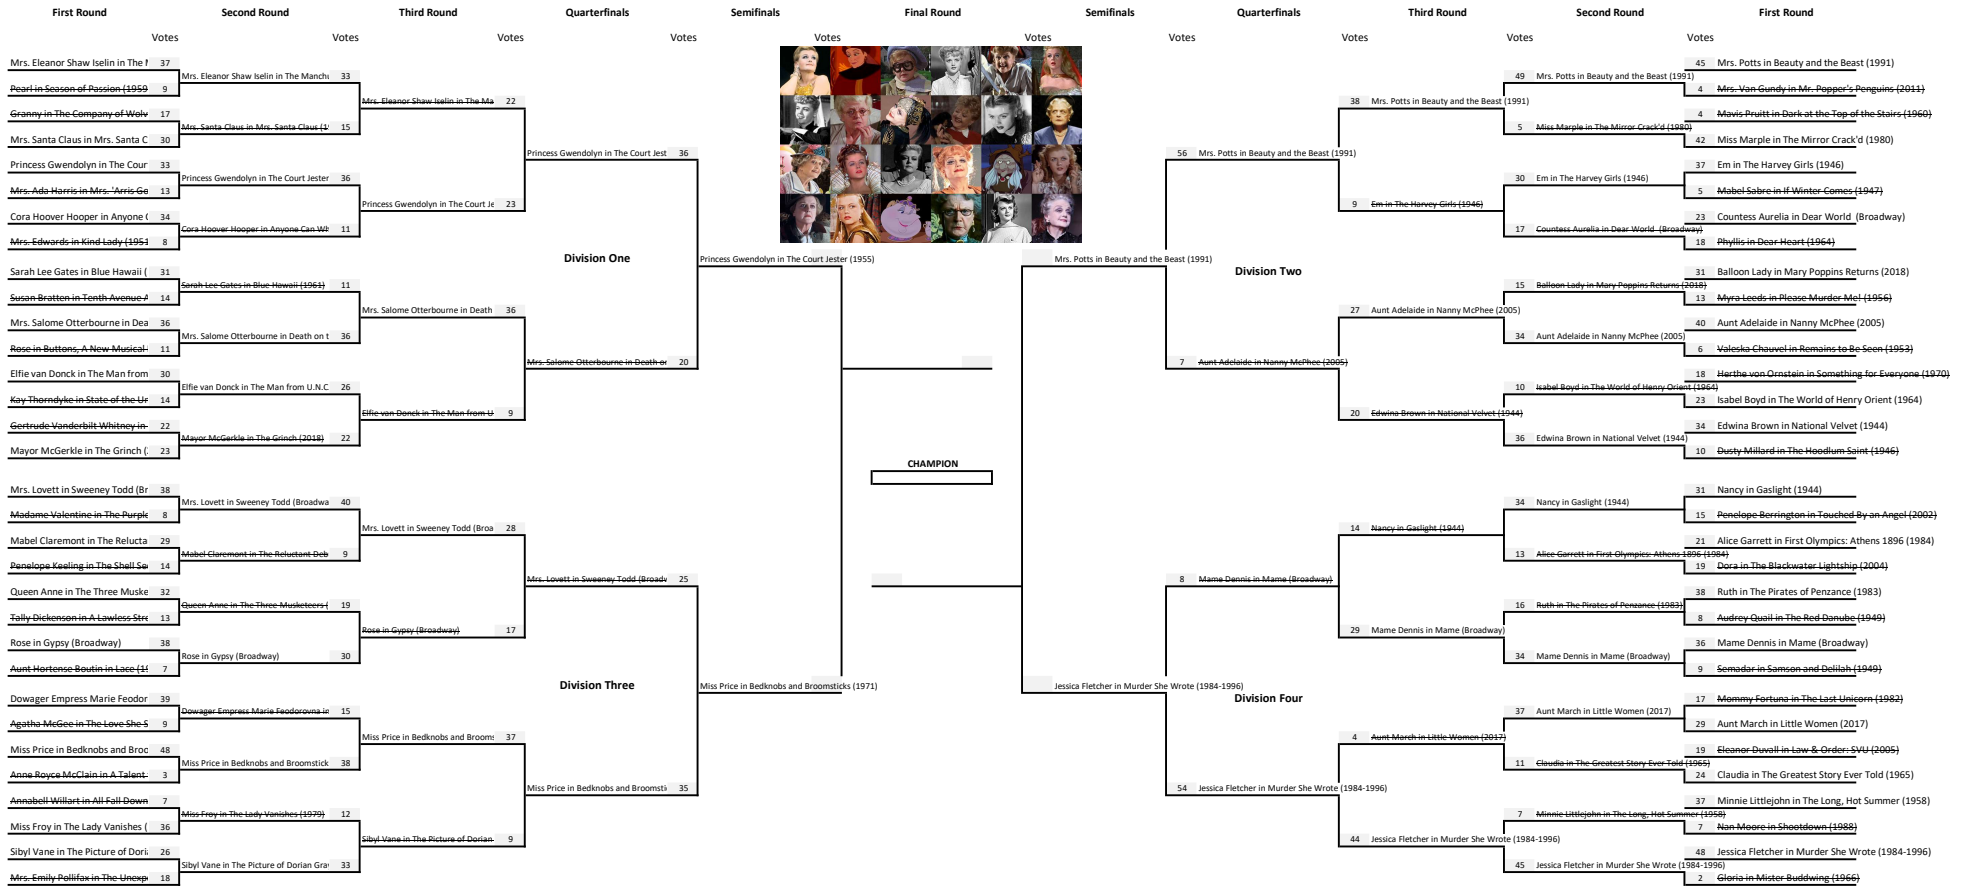 First Round Second Round Third Round Quarterfinals Semifinals Final Round Semifinals Quarterfinals Third Round Second Round First Round
Votes Votes Votes Votes Votes Votes Votes Votes Votes Votes
Mrs. Eleanor Shaw Iselin in The 37
Pearl in Season of Passion (1959 9
Granny in The Company of 17
Mrs. Santa Claus in Mrs. Santa C 30
Princess Gwendolyn in The Cour 33
Mrs. Ada Harris in Mrs. 'Arris Go 13
Cora Hoover Hooper in Anyone 34
Mrs. Edwards in Kind Lady (1951 8
Sarah Lee Gates in Blue Hawaii ( 31
Susan Bratten in Tenth Avenue A 14
Mrs. Salome Otterbourne in Dea 36
Rose in Buttons, A New Musical 11
Elfie van Donck in The Man from 30
Kay Thorndyke in State of the 14
Gertrude Vanderbilt Whitney in 22
Mayor McGerkle in The Grinch 23
Mrs. Lovett in Sweeney Todd (Br 38
Madame Valentine in The Purple 8
Mabel Claremont in The Relucta 29
Penelope Keeling in The Shell 14
Queen Anne in The Three Muske 32
Tally Dickenson in A Lawless 13
Rose in Gypsy (Broadway) 38
Aunt Hortense Boutin in Lace 7
Dowager Empress Marie Feodor 39
Agatha McGee in The Love She S 9
Miss Price in Bedknobs and Broo 48
Anne Royce McClain in A Talent 3
Annabell Willart in All Fall Down 7
Miss Froy in The Lady Vanishes ( 36
Sibyl Vane in The Picture of Dori 26
Mrs. Emily Pollifax in The Unexp 18
Mrs. Eleanor Shaw Iselin in The Manchu 33
Mrs. Santa Claus in Mrs. Santa Claus 15
Princess Gwendolyn in The Court Jester 36
Cora Hoover Hooper in Anyone Can Wh 11
Sarah Lee Gates in Blue Hawaii (1961) 11
Mrs. Salome Otterbourne in Death on t 36
Elfie van Donck in The Man from U.N.C. 26
Mayor McGerkle in The Grinch (2018) 22
Mrs. Lovett in Sweeney Todd (Broadwa 40
Mabel Claremont in The Reluctant Deb 9
Queen Anne in The Three Musketeers ( 19
Rose in Gypsy (Broadway) 30
Dowager Empress Marie Feodorovna in 15
Miss Price in Bedknobs and Broomstick 38
Miss Froy in The Lady Vanishes (1979) 12
Sibyl Vane in The Picture of Dorian Gra 33
Mrs. Eleanor Shaw Iselin in The Ma 22
Princess Gwendolyn in The Court Je 23
Mrs. Salome Otterbourne in Death 36
Elfie van Donck in The Man from U 9
Mrs. Lovett in Sweeney Todd (Broa 28
Rose in Gypsy (Broadway) 17
Miss Price in Bedknobs and Brooms 37
Sibyl Vane in The Picture of Dorian 9
Princess Gwendolyn in The Court Jest 36
Mrs. Salome Otterbourne in Death o 20
Mrs. Lovett in Sweeney Todd (Broadw 25
Miss Price in Bedknobs and Broomsti 35
Division One
Division Three
Princess Gwendolyn in The Court Jester (1955)
Miss Price in Bedknobs and Broomsticks (1971)
CHAMPION
Mrs. Potts in Beauty and the Beast (1991)
Jessica Fletcher in Murder She Wrote (1984-1996)
Division Two
Division Four
56 Mrs. Potts in Beauty and the Beast (1991)
7 Aunt Adelaide in Nanny McPhee (2005)
8 Mame Dennis in Mame (Broadway)
54 Jessica Fletcher in Murder She Wrote (1984-1996)
38 Mrs. Potts in Beauty and the Beast (1991)
9 Em in The Harvey Girls (1946)
27 Aunt Adelaide in Nanny McPhee (2005)
20 Edwina Brown in National Velvet (1944)
14 Nancy in Gaslight (1944)
29 Mame Dennis in Mame (Broadway)
4 Aunt March in Little Women (2017)
44 Jessica Fletcher in Murder She Wrote (1984-1996)
49 Mrs. Potts in Beauty and the Beast (1991)
5 Miss Marple in The Mirror Crack'd (1980)
30 Em in The Harvey Girls (1946)
17 Countess Aurelia in Dear World (Broadway)
15 Balloon Lady in Mary Poppins Returns (2018)
34 Aunt Adelaide in Nanny McPhee (2005)
10 Isabel Boyd in The World of Henry Orient (1964)
36 Edwina Brown in National Velvet (1944)
34 Nancy in Gaslight (1944)
13 Alice Garrett in First Olympics: Athens 1896 (1984)
16 Ruth in The Pirates of Penzance (1983)
34 Mame Dennis in Mame (Broadway)
37 Aunt March in Little Women (2017)
11 Claudia in The Greatest Story Ever Told (1965)
7 Minnie Littlejohn in The Long, Hot Summer (1958)
45 Jessica Fletcher in Murder She Wrote (1984-1996)
45 Mrs. Potts in Beauty and the Beast (1991)
4 Mrs. Van Gundy in Mr. Popper's Penguins (2011)
4 Mavis Pruitt in Dark at the Top of the Stairs (1960)
42 Miss Marple in The Mirror Crack'd (1980)
37 Em in The Harvey Girls (1946)
5 Mabel Sabre in If Winter Comes (1947)
23 Countess Aurelia in Dear World (Broadway)
18 Phyllis in Dear Heart (1964)
31 Balloon Lady in Mary Poppins Returns (2018)
13 Myra Leeds in Please Murder Me! (1956)
40 Aunt Adelaide in Nanny McPhee (2005)
6 Valeska Chauvel in Remains to Be Seen (1953)
18 Herthe von Ornstein in Something for Everyone (1970)
23 Isabel Boyd in The World of Henry Orient (1964)
34 Edwina Brown in National Velvet (1944)
10 Dusty Millard in The Hoodlum Saint (1946)
31 Nancy in Gaslight (1944)
15 Penelope Berrington in Touched By an Angel (2002)
21 Alice Garrett in First Olympics: Athens 1896 (1984)
19 Dora in The Blackwater Lightship (2004)
38 Ruth in The Pirates of Penzance (1983)
8 Audrey Quail in The Red Danube (1949)
36 Mame Dennis in Mame (Broadway)
9 Semadar in Samson and Delilah (1949)
17 Mommy Fortuna in The Last Unicorn (1982)
29 Aunt March in Little Women (2017)
19 Eleanor Duvall in Law & Order: SVU (2005)
24 Claudia in The Greatest Story Ever Told (1965)
37 Minnie Littlejohn in The Long, Hot Summer (1958)
7 Nan Moore in Shootdown (1988)
48 Jessica Fletcher in Murder She Wrote (1984-1996)
2 Gloria in Mister Buddwing (1966)